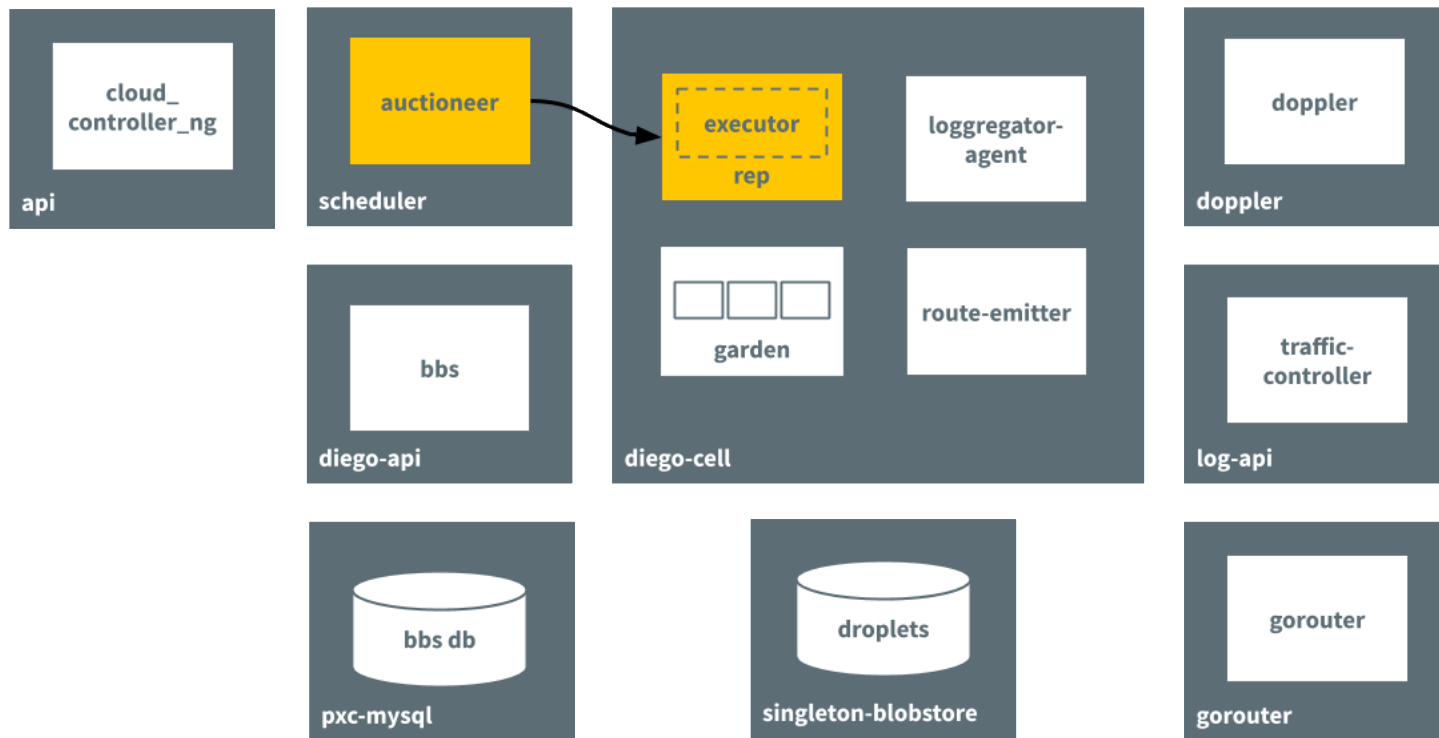 cloud_
controller_ng
api
auctioneer
scheduler
executor
rep
loggregator-
agent
garden
route-emitter
diego-cell
doppler
doppler
bbs
diego-api
traffic-
controller
log-api
bbs db
pxc-mysql
droplets
singleton-blobstore
gorouter
gorouter